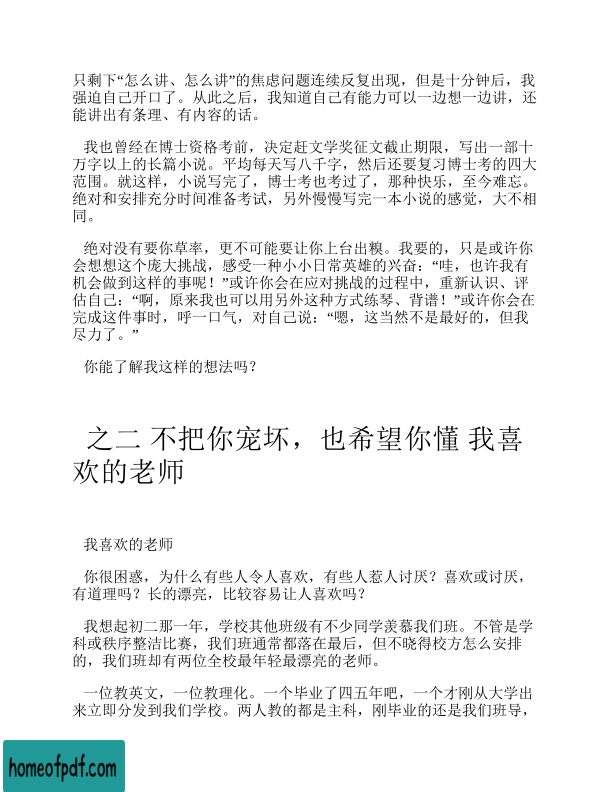 只剩下“怎么讲、怎么讲”的焦虑问题连续反复出现，但是十分钟后，我
强迫自己开口了。从此之后，我知道自己有能力可以一边想一边讲，还
能讲出有条理、有内容的话。
我也曾经在博士资格考前，决定赶文学奖征文截止期限，写出一部十
万字以上的长篇小说。平均每天写八千字，然后还要复习博士考的四大
范围。就这样，小说写完了，博士考也考过了，那种快乐，至今难忘。
绝对和安排充分时间准备考试，另外慢慢写完一本小说的感觉，大不相
同。
绝对没有要你草率，更不可能要让你上台出糗。我要的，只是或许你
会想想这个庞大挑战，感受一种小小日常英雄的兴奋：“哇，也许我有
机会做到这样的事呢！”或许你会在应对挑战的过程中，重新认识、评
估自己：“啊，原来我也可以用另外这种方式练琴、背谱！”或许你会在
完成这件事时，呼一口气，对自己说：“嗯，这当然不是最好的，但我
尽力了。”
你能了解我这样的想法吗？
之二 不把你宠坏，也希望你懂 我喜
欢的老师
我喜欢的老师
你很困惑，为什么有些人令人喜欢，有些人惹人讨厌？喜欢或讨厌，
有道理吗？长的漂亮，比较容易让人喜欢吗？
我想起初二那一年，学校其他班级有不少同学羡慕我们班。不管是学
科或秩序整洁比赛，我们班通常都落在最后，但不晓得校方怎么安排
的，我们班却有两位全校最年轻最漂亮的老师。
一位教英文，一位教理化。一个毕业了四五年吧，一个才刚从大学出
来立即分发到我们学校。两人教的都是主科，刚毕业的还是我们班导，
homeofpdf.com